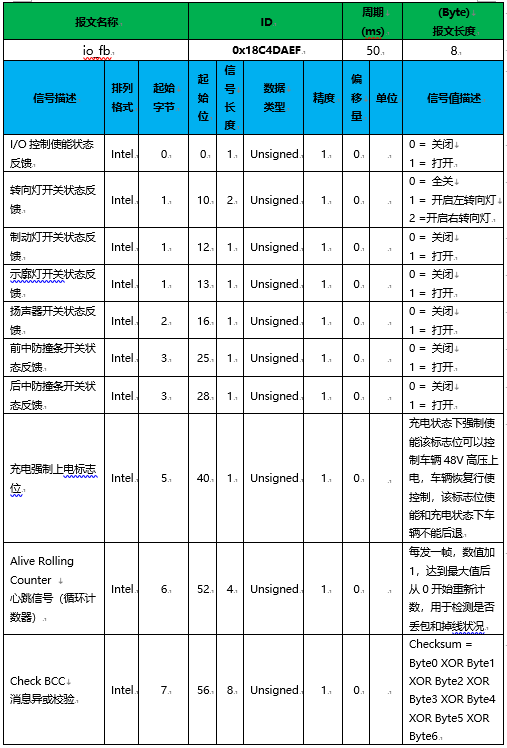 报文名称 ID 周期 (ms) (Byte) 报文长度
io_fb 0x18C4DAEF 50 8
信号描述 排列格式 起始字节 起始位 信号长度 数据类型 精度 偏移量 单位 信号值描述
I/O 控制使能状态反馈 Intel 0 0 1 Unsigned 1 0 0 = 关闭
1 = 打开
转向灯开关状态反馈 Intel 1 10 2 Unsigned 1 0 0 = 全关
1 = 开启左转向灯
2 =开启右转向灯
制动灯开关状态反馈 Intel 1 12 1 Unsigned 1 0 0 = 关闭
1 = 打开
示廓灯开关状态反馈 Intel 1 13 1 Unsigned 1 0 0 = 关闭
1 = 打开
扬声器开关状态反馈 Intel 2 16 1 Unsigned 1 0 0 = 关闭
1 = 打开
前中防撞条开关状态反馈 Intel 3 25 1 Unsigned 1 0 0 = 关闭
1 = 打开
后中防撞条开关状态反馈 Intel 3 28 1 Unsigned 1 0 0 = 关闭
1 = 打开
充电强制上电标志位 Intel 5 40 1 Unsigned 1 0 充电状态下强制使
能该标志位可以控
制车辆 48V 高压上
电，车辆恢复行使
控制，该标志位使
能和充电状态下车
辆不能后退
Alive Rolling
Counter
心跳信号（循环计
数器） Intel 6 52 4 Unsigned 1 0 每发一帧，数值加
1，达到最大值后
从 0 开始重新计
数，用于检测是否
丢包和掉线状况
Check BCC
消息异或校验 Intel 7 56 8 Unsigned 1 0 Checksum =
Byte0 XOR Byte1
XOR Byte2 XOR
Byte3 XOR Byte4
XOR Byte5 XOR
Byte6